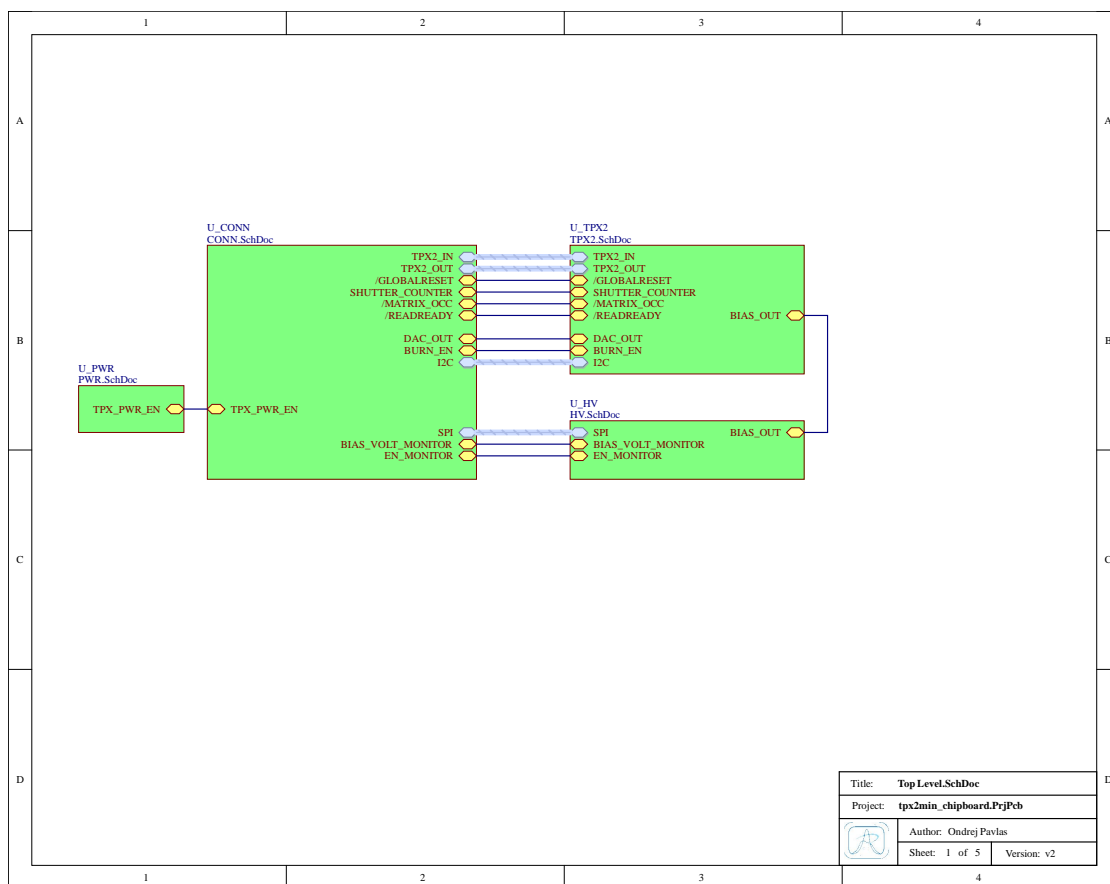 1 2 3 4
A A
U_CONN U_TPX2
CONN.SchDoc TPX2.SchDoc
TPX2_IN TPX2_IN
TPX2_OUT TPX2_OUT
/GLOBALRESET /GLOBALRESET
SHUTTER_COUNTER SHUTTER_COUNTER
/MATRIX_OCC /MATRIX_OCC
/READREADY /READREADY BIAS_OUT
DAC_OUT DAC_OUT
B B
BURN_EN BURN_EN
I2C I2C
U_PWR
PWR.SchDoc
U_HV
TPX_PWR_EN TPX_PWR_EN
HV.SchDoc
SPI SPI BIAS_OUT
BIAS_VOLT_MONITOR BIAS_VOLT_MONITOR
EN_MONITOR EN_MONITOR
C C
D D
Title: Top Level.SchDoc
Project: tpx2min_chipboard.PrjPcb
Author: Ondrej Pavlas
Sheet: 1 of 5 Version: v2
1 2 3 4